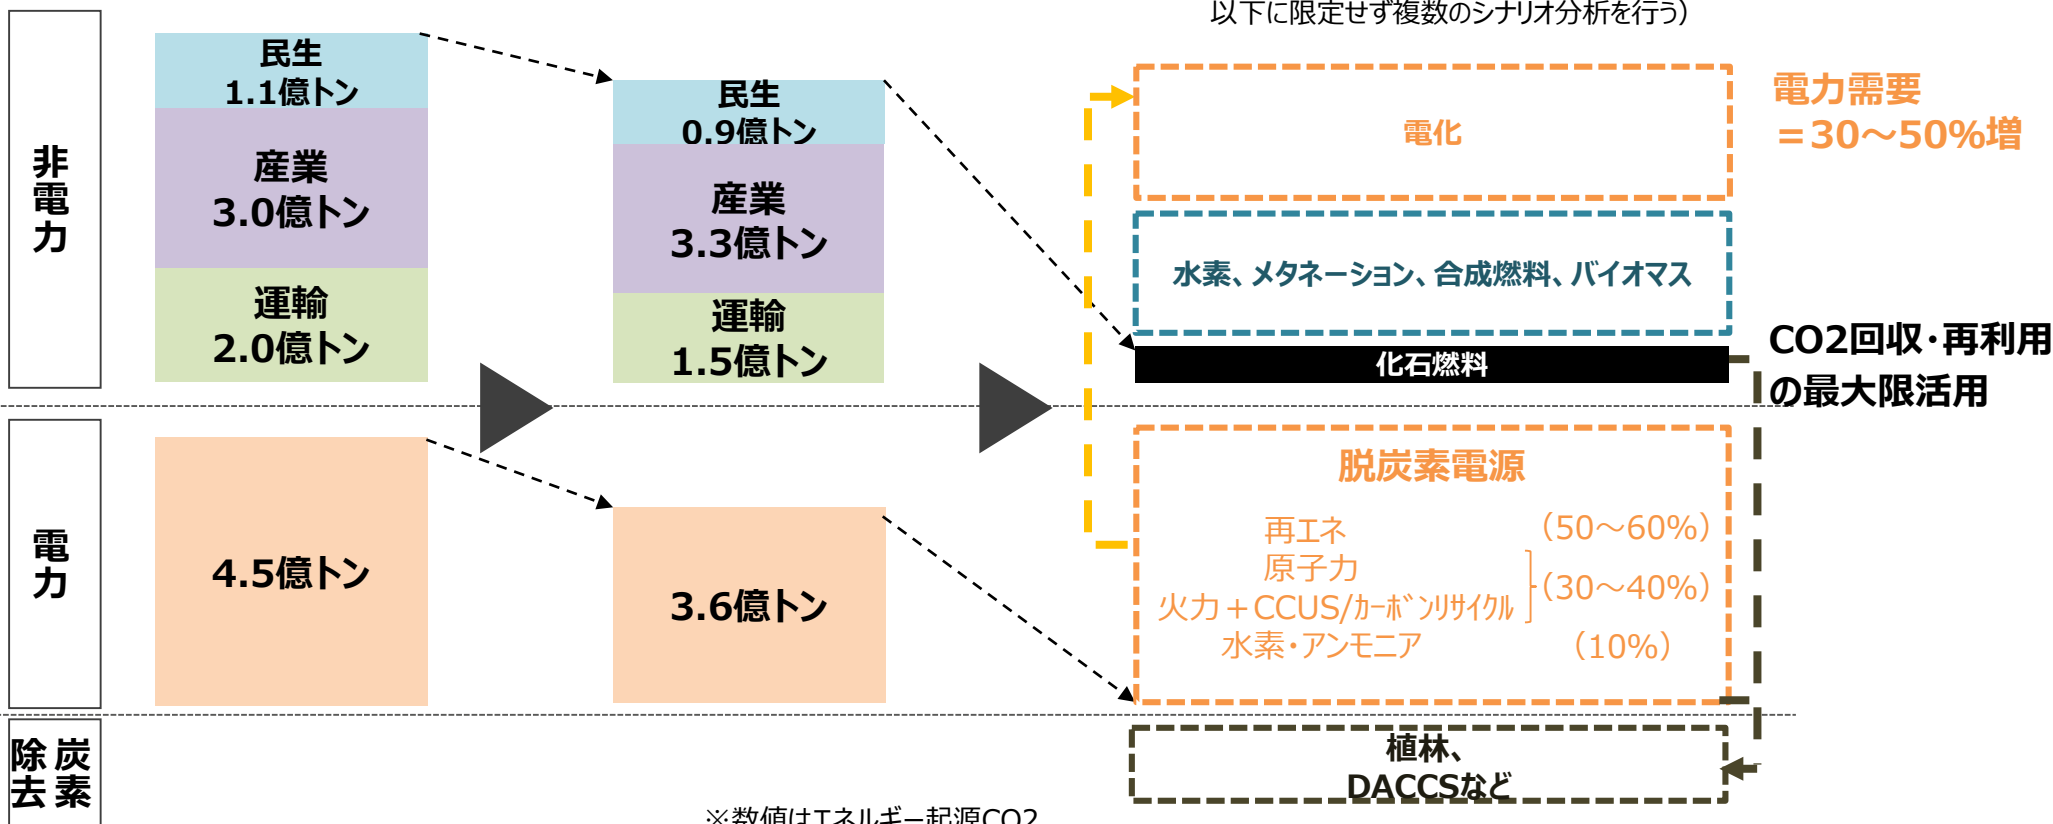 以下に限定せず複数のシナリオ分析を行う）
非電力
民生
1.1億トン
産業
3.0億トン
運輸
2.0億トン
民生
0.9億トン
産業
3.3億トン
運輸
1.5億トン
電化
電力需要
＝30～50%増
水素、メタネーション、合成燃料、バイオマス
化石燃料
CO2回収・再利用
の最大限活用
電力
4.5億トン
3.6億トン
脱炭素電源
再エネ （50～60%）
原子力
火力＋CCUS/ｶｰﾎﾞﾝﾘｻｲｸﾙ （30～40%）
水素・アンモニア （10%）
炭素
除去
植林、
DACCSなど
※数値はエネルギー起源CO2